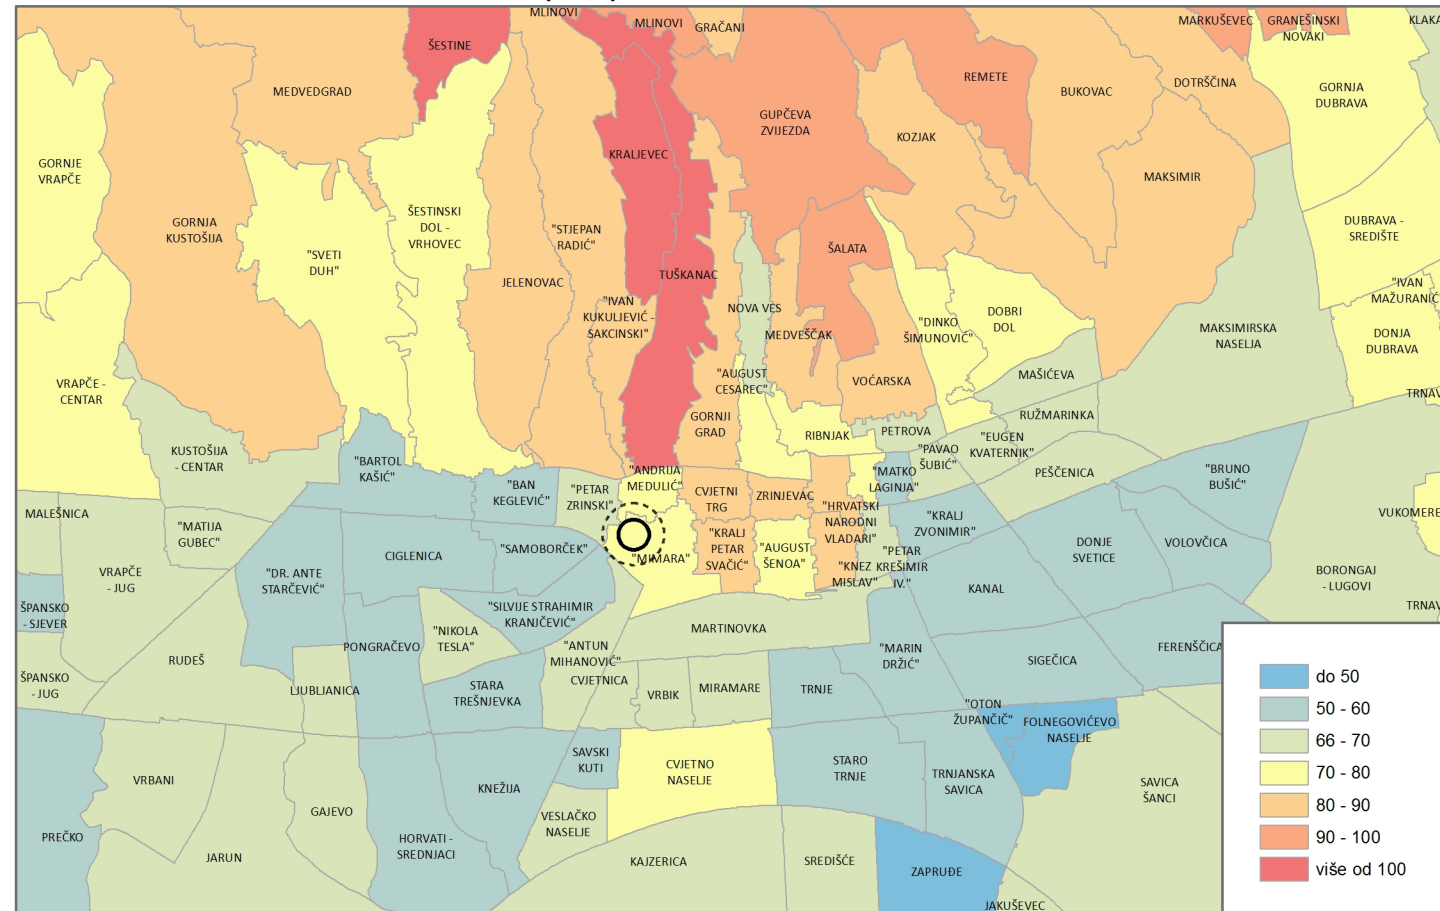 MLINOVI
MLINOVI
GRAČANI
MARKUŠEVEC
GRANEŠINSKI
NOVAKI
ŠESTINE
MEDVEDGRAD
REMETE
BUKOVAC
DOTRŠČINA
GORNJA
DUBRAVA
GUPČEVA
ZVIJEZDA
KOZJAK
KRALJEVEC
MAKSIMIR
GORNJE
VRAPČE
GORNJA
KUSTOŠIJA
ŠESTINSKI
DOL -
VRHOVEC
"STJEPAN
RADIĆ"
"SVETI
DUH"
DUBRAVA -
SREDIŠTE
ŠALATA
TUŠKANAC
JELENOVAC
"IVAN
KUKULJEVIĆ -
SAKCINSKI"
NOVA VES
MEDVEŠČAK
"DINKO
ŠIMUNOVIĆ"
DOBRI
DOL
MAKSIMIRSKA
NASELJA
"IVAN
MAŽURANIĆ
DONJA
DUBRAVA
VRAPČE -
CENTAR
"AUGUST
CESAREC"
VOĆARSKA
MAŠIĆEVA
TRNAV
GORNJI
GRAD
RUŽMARINKA
RIBNJAK
PETROVA
"EUGEN
KVATERNIK"
"PAVAO
ŠUBIĆ"
KUSTOŠIJA
- CENTAR
"BARTOL
KAŠIĆ"
"ANDRIJA
MEDULIĆ"
"MATKO
LAGINJA"
PEŠČENICA
"BRUNO
BUŠIĆ"
"BAN
KEGLEVIĆ"
"PETAR
ZRINSKI"
CVJETNI
TRG
ZRINJEVAC
"HRVATSKI
NARODNI
VLADARI"
MALEŠNICA
"MATIJA
GUBEC"
"KRALJ
ZVONIMIR"
VUKOMERE
CIGLENICA
"SAMOBORČEK"
"MIMARA"
"KRALJ
PETAR
SVAČIĆ"
"AUGUST
ŠENOA"
"PETAR
KREŠIMIR
IV."
"KNEZ
MISLAV"
DONJE
SVETICE
VOLOVČICA
BORONGAJ
- LUGOVI
VRAPČE
- JUG
"DR. ANTE
STARČEVIĆ"
KANAL
ŠPANSKO
- SJEVER
"SILVIJE STRAHIMIR
KRANJČEVIĆ"
TRNAV
MARTINOVKA
"NIKOLA
TESLA"
PONGRAČEVO
"ANTUN
MIHANOVIĆ"
CVJETNICA
"MARIN
DRŽIĆ"
SIGEČICA
FERENŠČICA
RUDEŠ
ŠPANSKO
- JUG
LJUBLJANICA
STARA
TREŠNJEVKA
VRBIK
MIRAMARE
TRNJE
"OTON
ŽUPANČIČ"
FOLNEGOVIĆEVO
NASELJE
SAVSKI
KUTI
CVJETNO
NASELJE
STARO
TRNJE
TRNJANSKA
SAVICA
SAVICA
ŠANCI
VRBANI
KNEŽIJA
GAJEVO
VESLAČKO
NASELJE
PREČKO
JARUN
HORVATI -
SREDNJACI
KAJZERICA
SREDIŠĆE
ZAPRUĐE
JAKUŠEVEC
do 50
50 - 60
66 - 70
70 - 80
80 - 90
90 - 100
više od 100